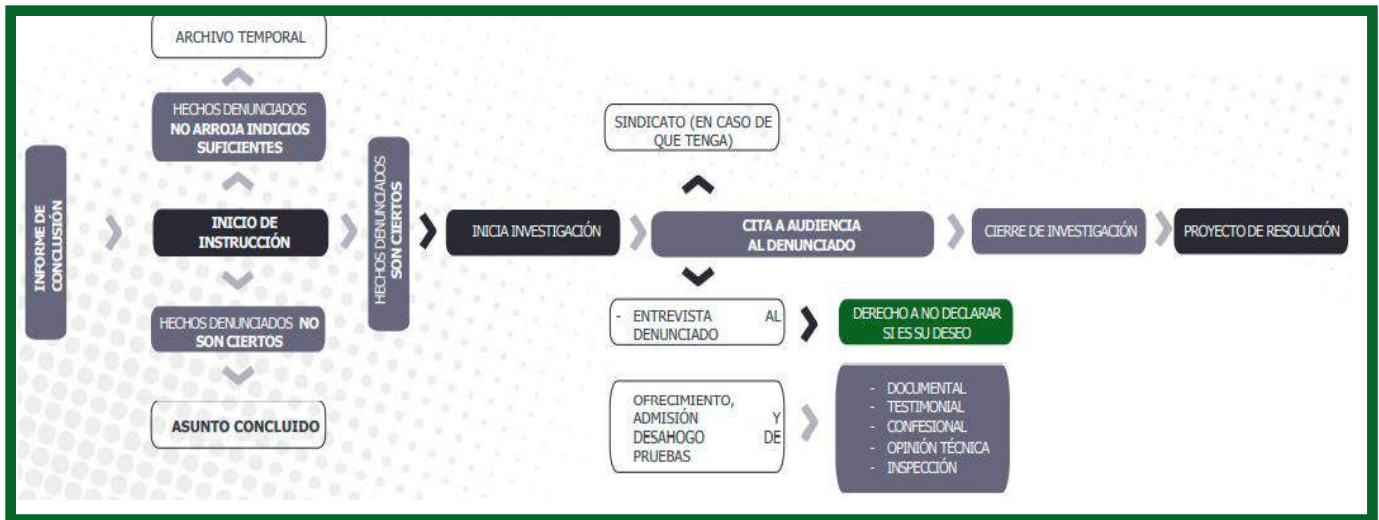 INFORME DE
CONCLUSIÓN
ARCHIVO TEMPORAL
HECHOS DENUNCIADOS
NO ARROJA INDICIOS
SUFICIENTES
INICIO DE
INSTRUCCIÓN
HECHOS DENUNCIADOS NO
SON CIERTOS
ASUNTO CONCLUIDO
HECHOS DENUNCIADOS
SON CIERTOS
INICIA INVESTIGACIÓN
SINDICATO (EN CASO DE
QUE TENGA)
CITA A AUDIENCIA
AL DENUNCIADO
- ENTREVISTA AL
DENUNCIADO
DERECHO A NO DECLARAR
SI ES SU DESEO
OFRECIMIENTO,
ADMISIÓN Y
DESAHOGO DE
PRUEBAS
- DOCUMENTAL
- TESTIMONIAL
- CONFESIONAL
- OPINIÓN TÉCNICA
- INSPECCIÓN
CIERRE DE INVESTIGACIÓN
PROYECTO DE RESOLUCIÓN